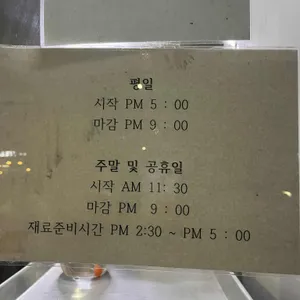 평일
시작 PM 5 : 00
마감 PM 9 : 00
주말 및 공휴일
시작 AM 11: 30
마감 PM 9 : 00
재료준비시간 PM 2:30 ~ PM 5 : 00